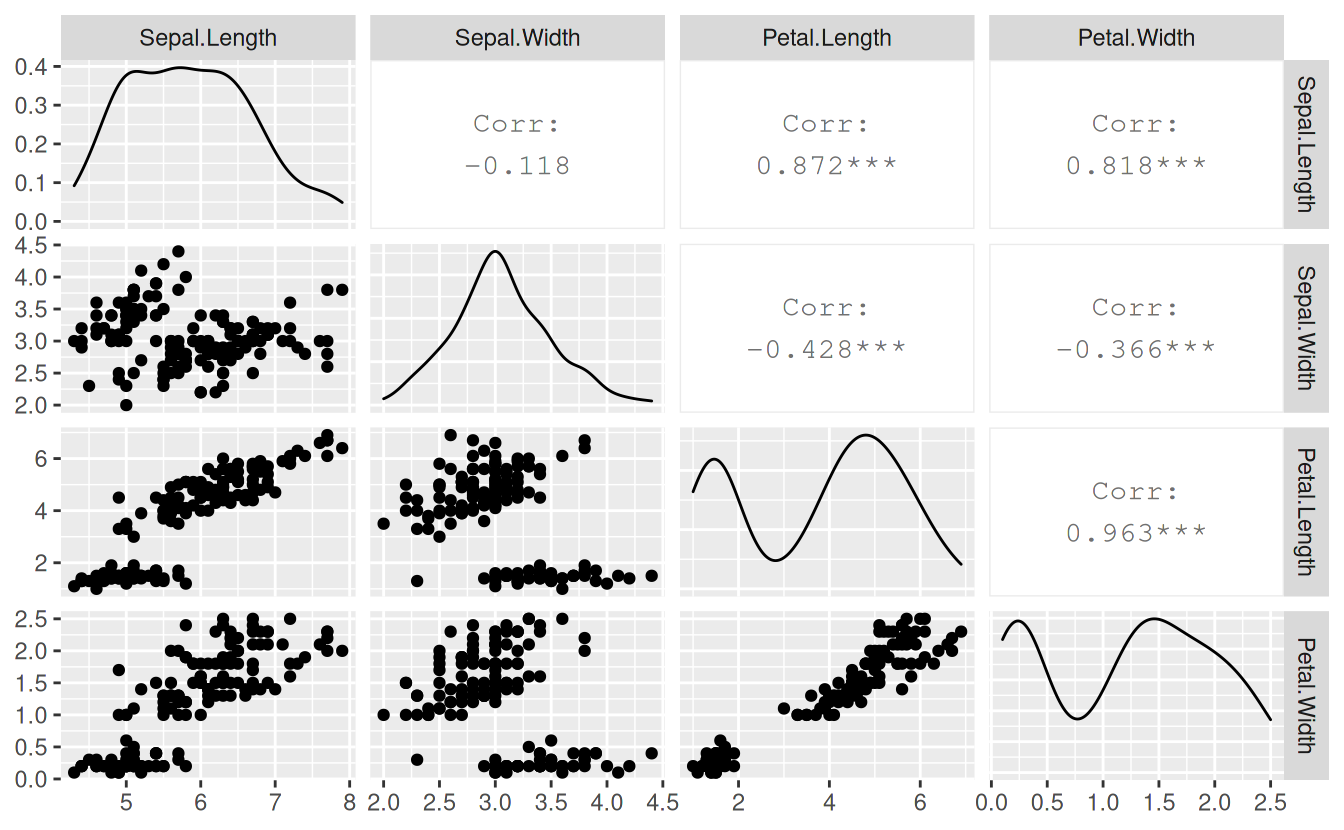 Sepal.Length Sepal.Width Petal.Length Petal.Width
0.4
0.3
0.2
0.1
0.0
Corr:
−0.118
Corr:
0.872***
Corr:
0.818***
Sepal.Length
4.5
4.0
3.5
3.0
2.5
2.0
Corr:
−0.428***
Corr:
−0.366***
Sepal.Width
6
4
2
Corr:
0.963***
Petal.Length
2.5
2.0
1.5
1.0
0.5
0.0
Petal.Width
5 6 7 8 2.0 2.5 3.0 3.5 4.0 4.5 2 4 6 0.0 0.5 1.0 1.5 2.0 2.5